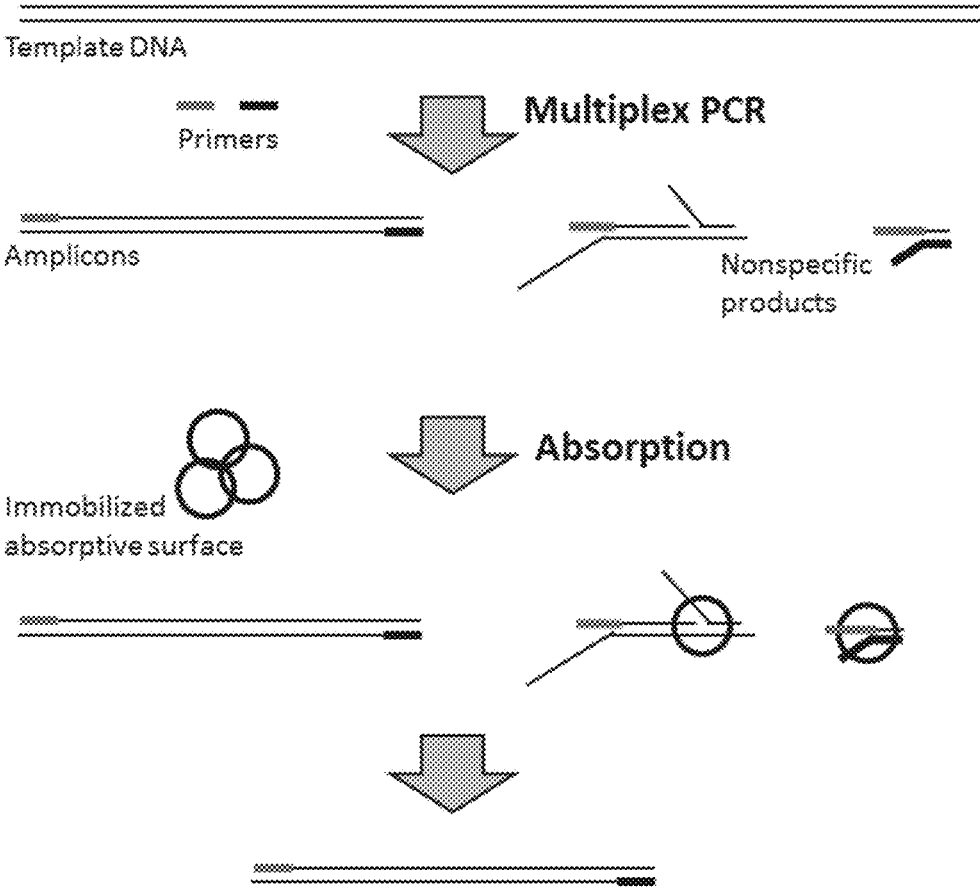 Template DNA
Multiplex PCR
Primers
Amplicons
Nonspecific
products
Absorption
Immobilized
absorptive surface